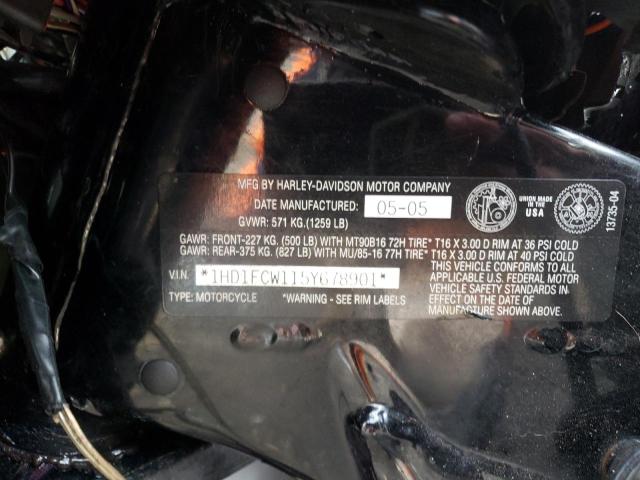 MFG BY HARLEY-DAVIDSON MOTOR COMPANY
DATE MANUFACTURED: 05-05
GVWR: 571 KG.(1259 LB)
UNION MADE IN THE USA
13735-04
GAWR: FRONT-227 KG. (500 LB) WITH MT90B16 72H TIRE* T16 X 3.00 D RIM AT 36 PSI COLD
GAWR: REAR-375 KG. (827 LB) WITH MU/85-16 77H TIRE* T16 X 3.00 D RIM AT 40 PSI COLD
V.I.N. *1HD1FCW115Y678901*
THIS VEHICLE CONFORMS TO ALL
APPLICABLE U.S. FEDERAL MOTOR
VEHICLE SAFETY STANDARDS IN-
EFFECT ON THE DATE OF
MANUFACTURE SHOWN ABOVE.
TYPE: MOTORCYCLE *WARNING - SEE RIM LABELS